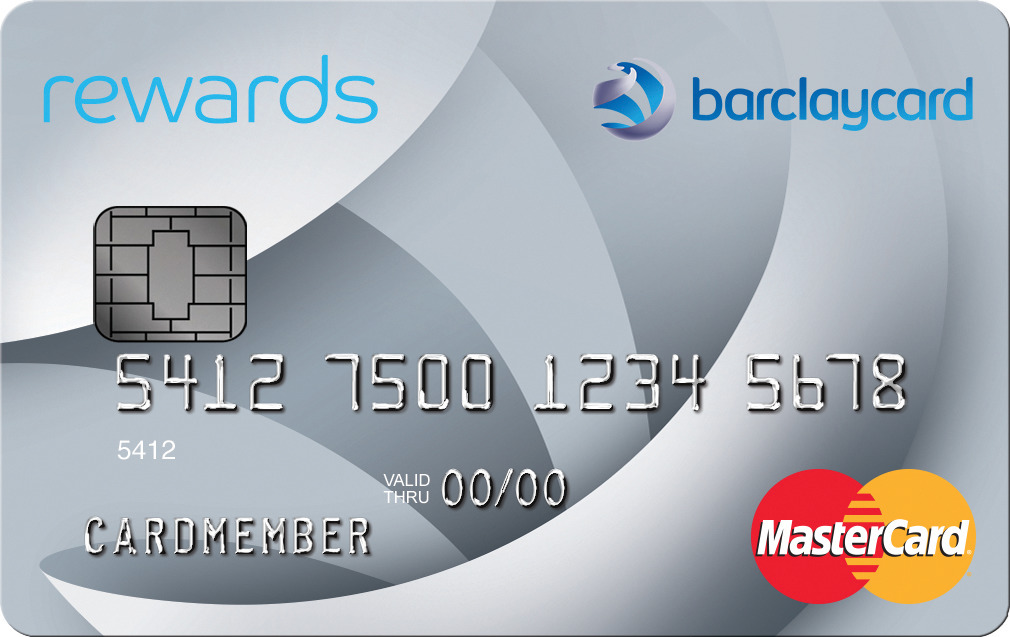 rewards
barclaycard
5412 7500 1234 5678
5412
VALID THRU 00/00
CARDMEMBER
MasterCard